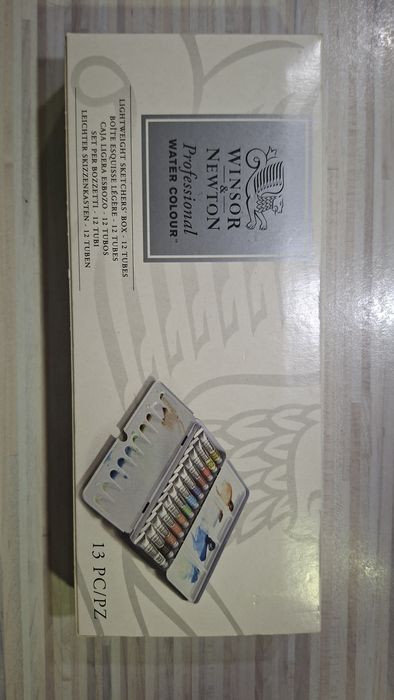 WINSOR
&
NEWTON
Professional
WATER COLOUR™
LIGHTWEIGHT SKETCHERS' BOX - 12 TUBES
BOÎTE ESQUISSE LÉGÈRE - 12 TUBES
CAJA LIGERA ESBOZO - 12 TUBOS
SET PER BOZZETTI - 12 TUBI
LEICHTER SKIZZENKASTEN - 12 TUBEN
13 PC/PZ